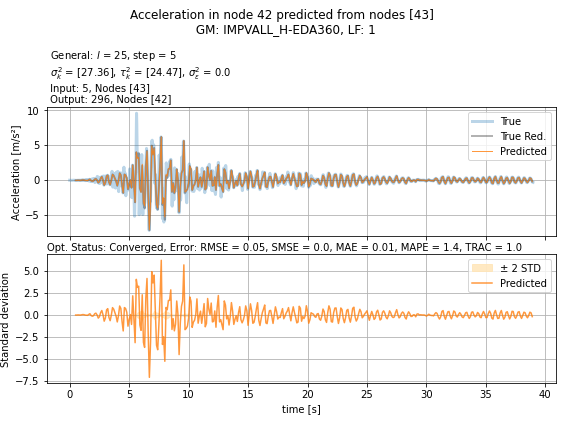 Acceleration in node 42 predicted from nodes [43]
GM: IMPVALL_H-EDA360, LF: 1
General: l = 25, step = 5
σ²ₖ = [27.36], τ²ₖ = [24.47], σ²ₑ = 0.0
Input: 5, Nodes [43]
Output: 296, Nodes [42]
Acceleration [m/s²]
10
5
0
−5
True
True Red.
Predicted
Opt. Status: Converged, Error: RMSE = 0.05, SMSE = 0.0, MAE = 0.01, MAPE = 1.4, TRAC = 1.0
Standard deviation
5.0
2.5
0.0
−2.5
−5.0
−7.5
± 2 STD
Predicted
0 5 10 15 20 25 30 35 40
time [s]